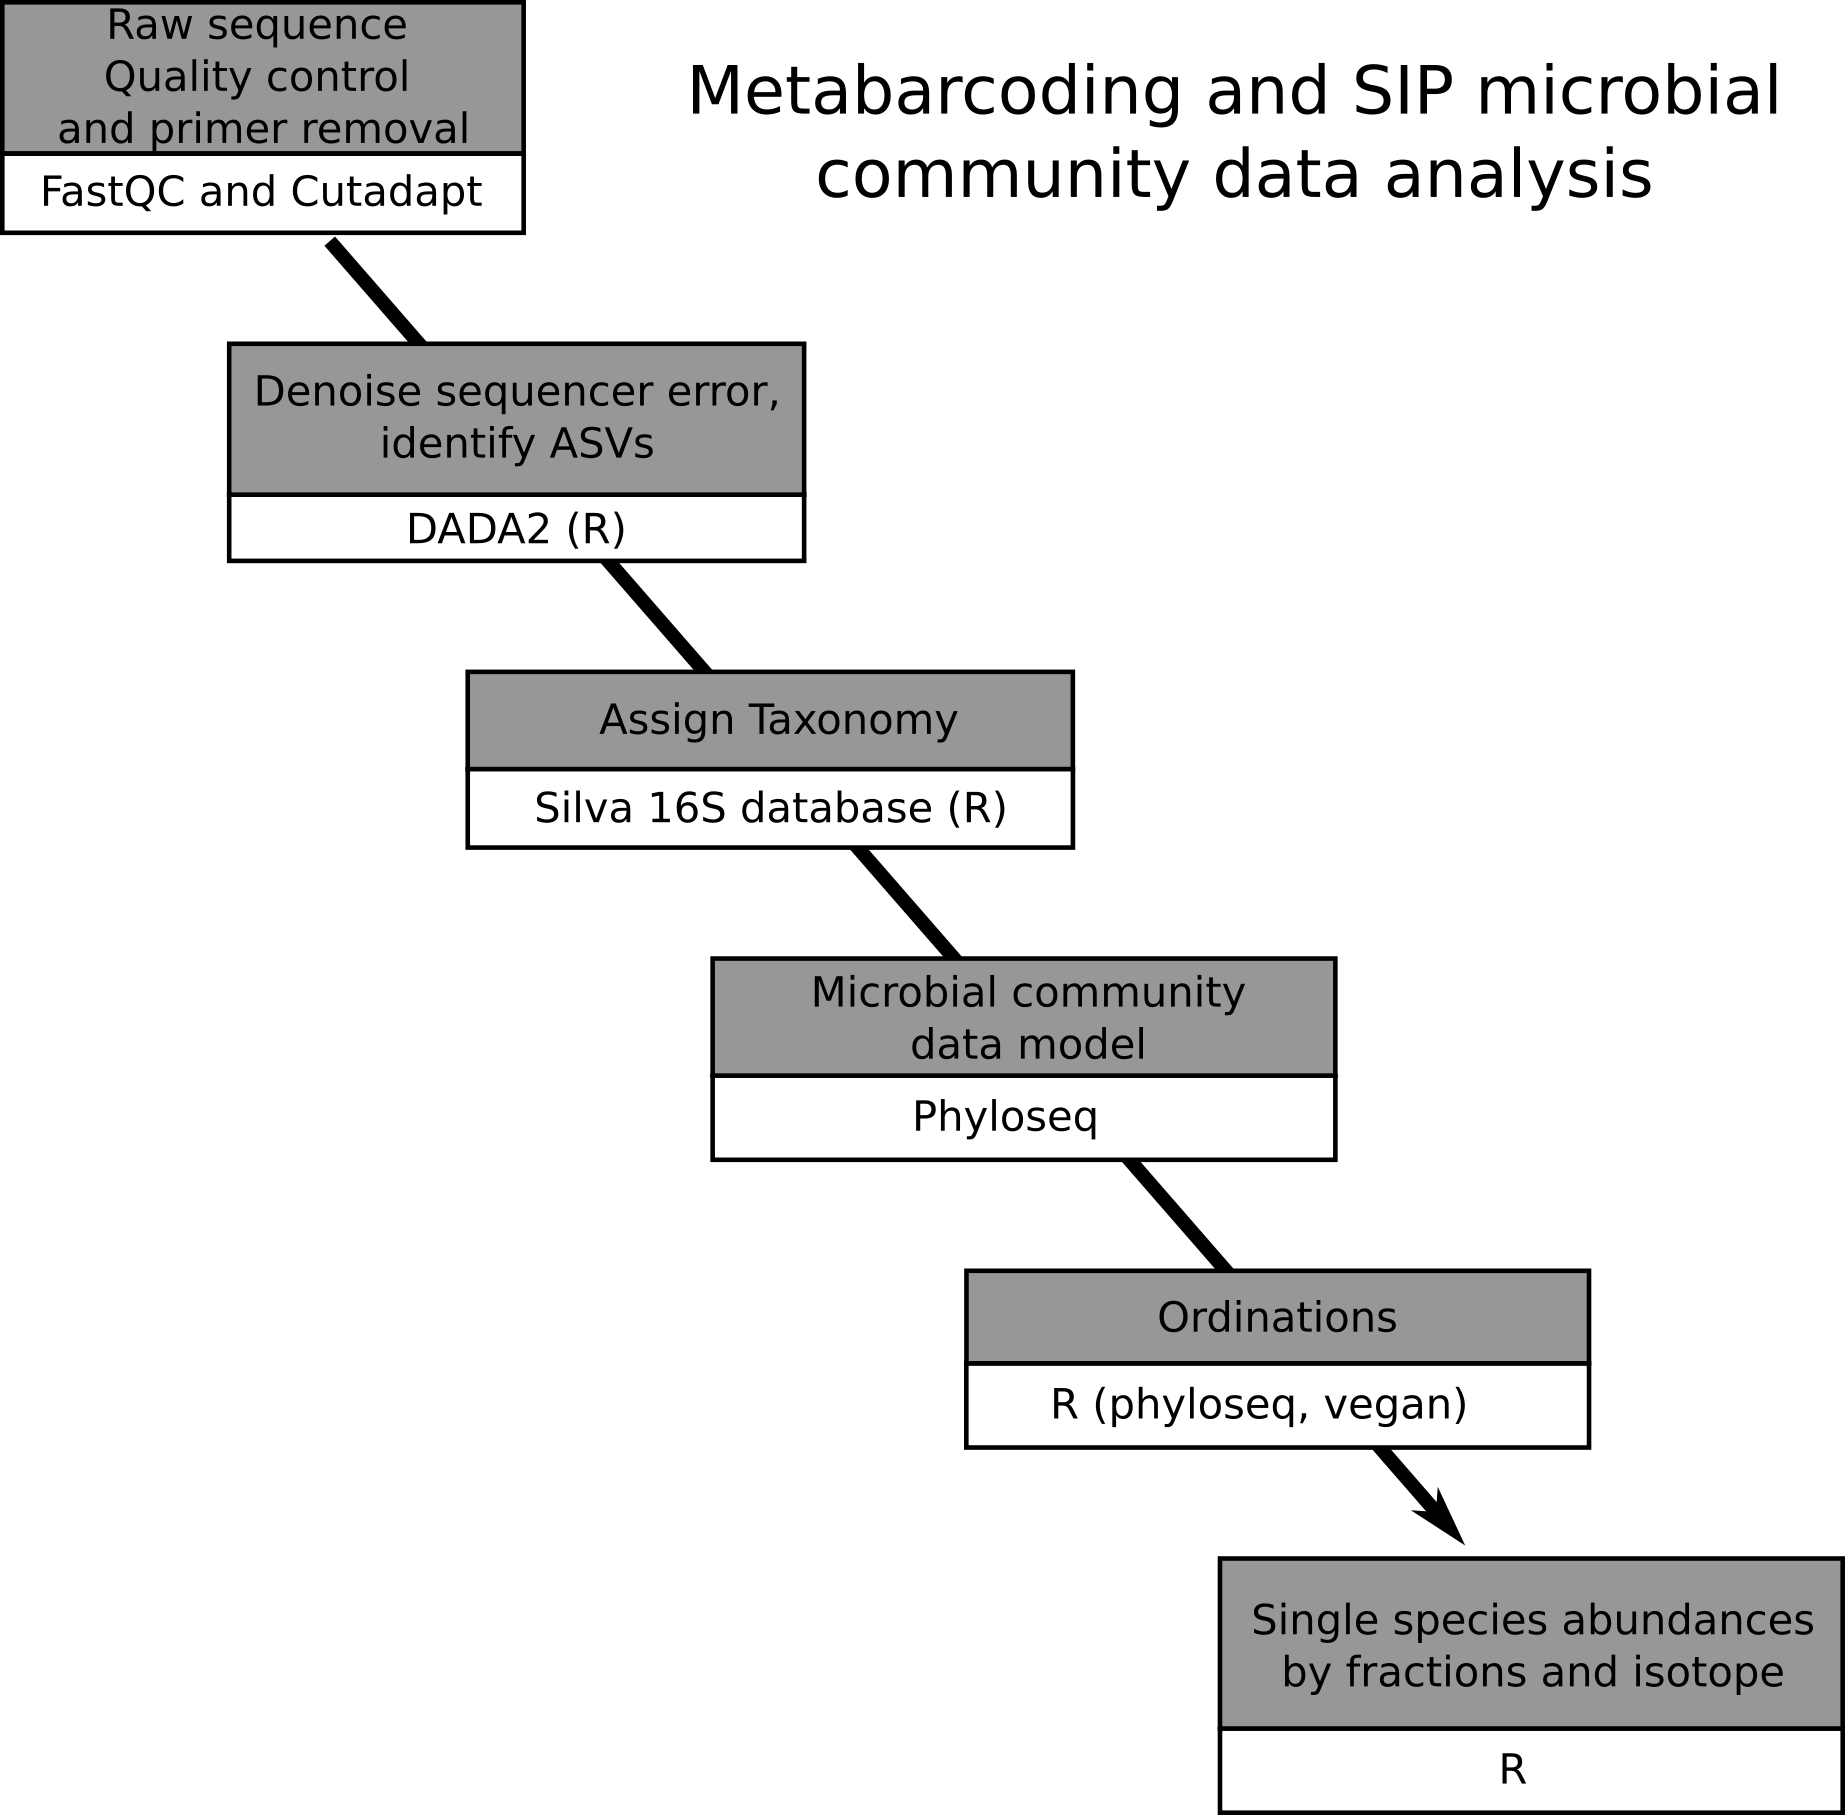 Raw sequence
Quality control
and primer removal
FastQC and Cutadapt
Metabarcoding and SIP microbial
community data analysis
Denoise sequencer error,
identify ASVs
DADA2 (R)
Assign Taxonomy
Silva 16S database (R)
Microbial community
data model
Phyloseq
Ordinations
R (phyloseq, vegan)
Single species abundances
by fractions and isotope
R